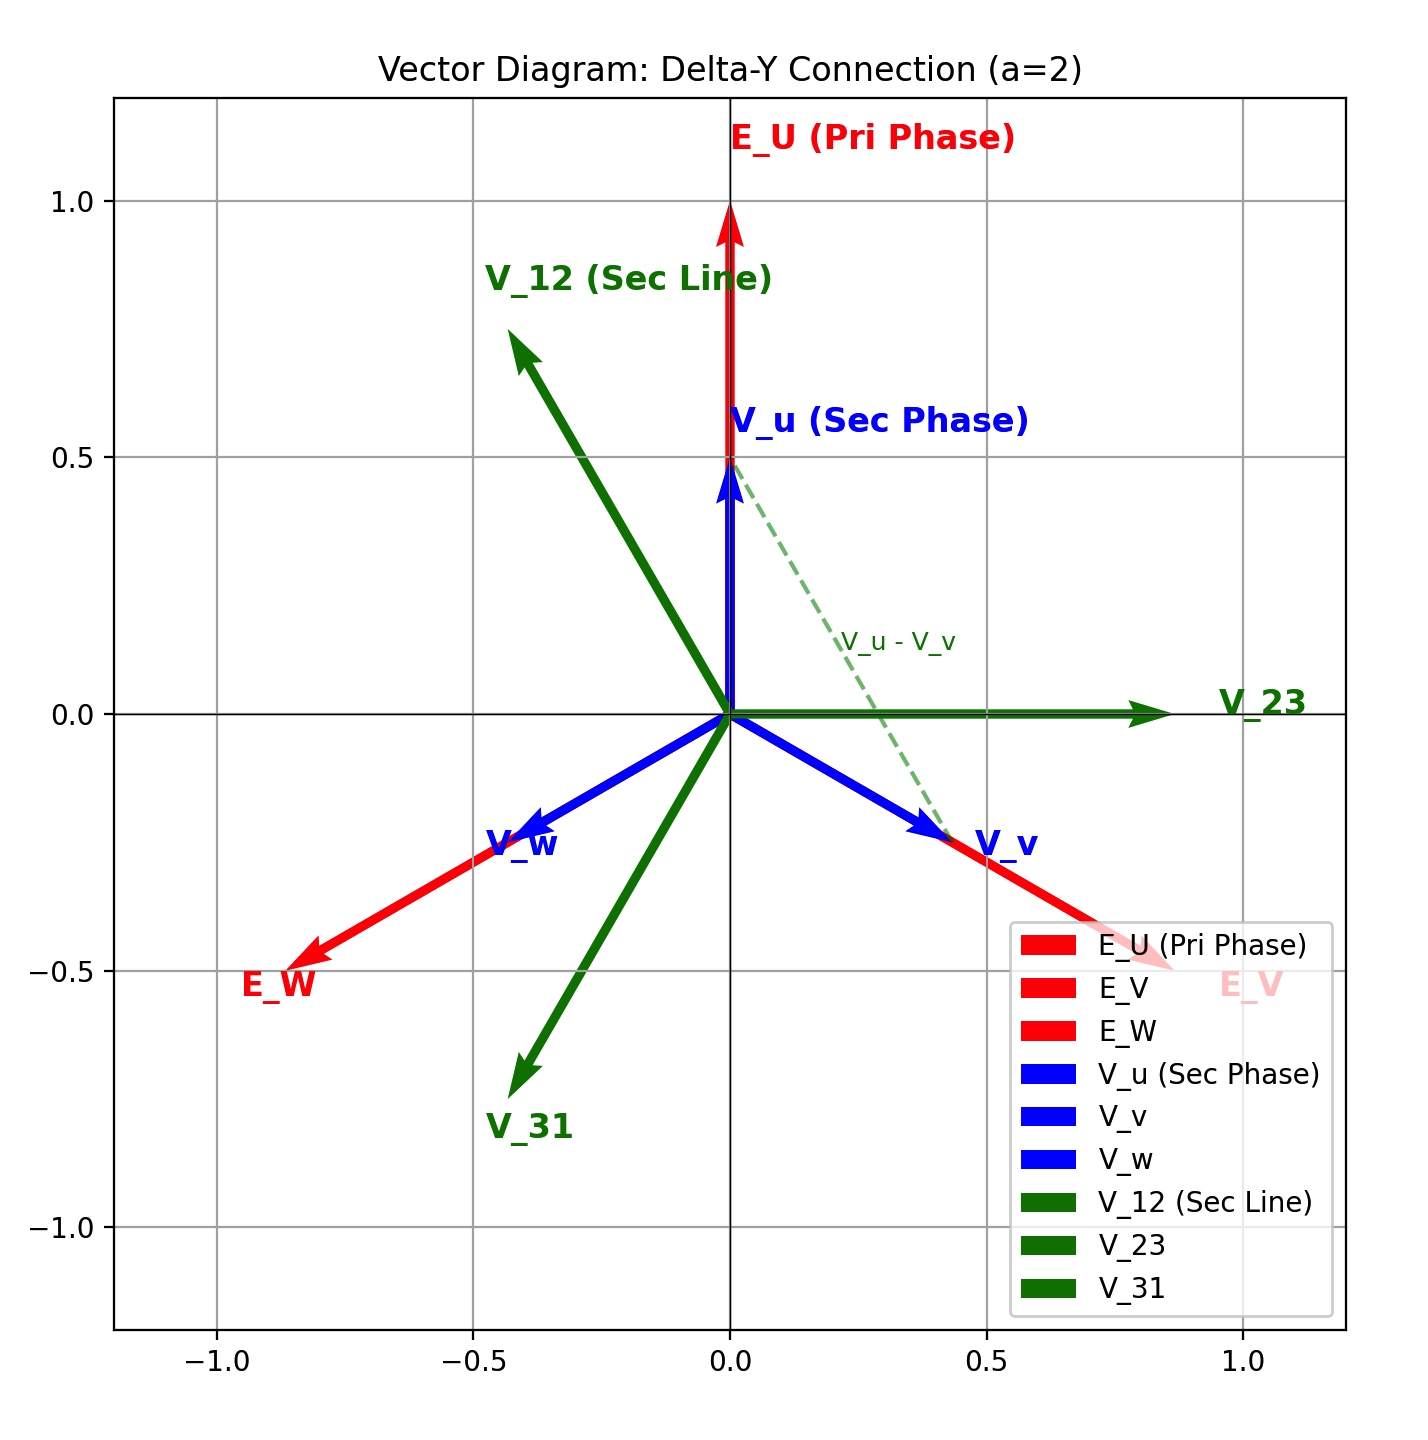 Vector Diagram: Delta-Y Connection (a=2)
E_U (Pri Phase)
1.0
V_12 (Sec Line)
V_u (Sec Phase)
0.5
V_u - V_v
V_23
0.0
V_w
V_v
E_W
E_V
−0.5
V_31
−1.0
E_U (Pri Phase)
E_V
E_W
V_u (Sec Phase)
V_v
V_w
V_12 (Sec Line)
V_23
V_31
−1.0
−0.5
0.0
0.5
1.0